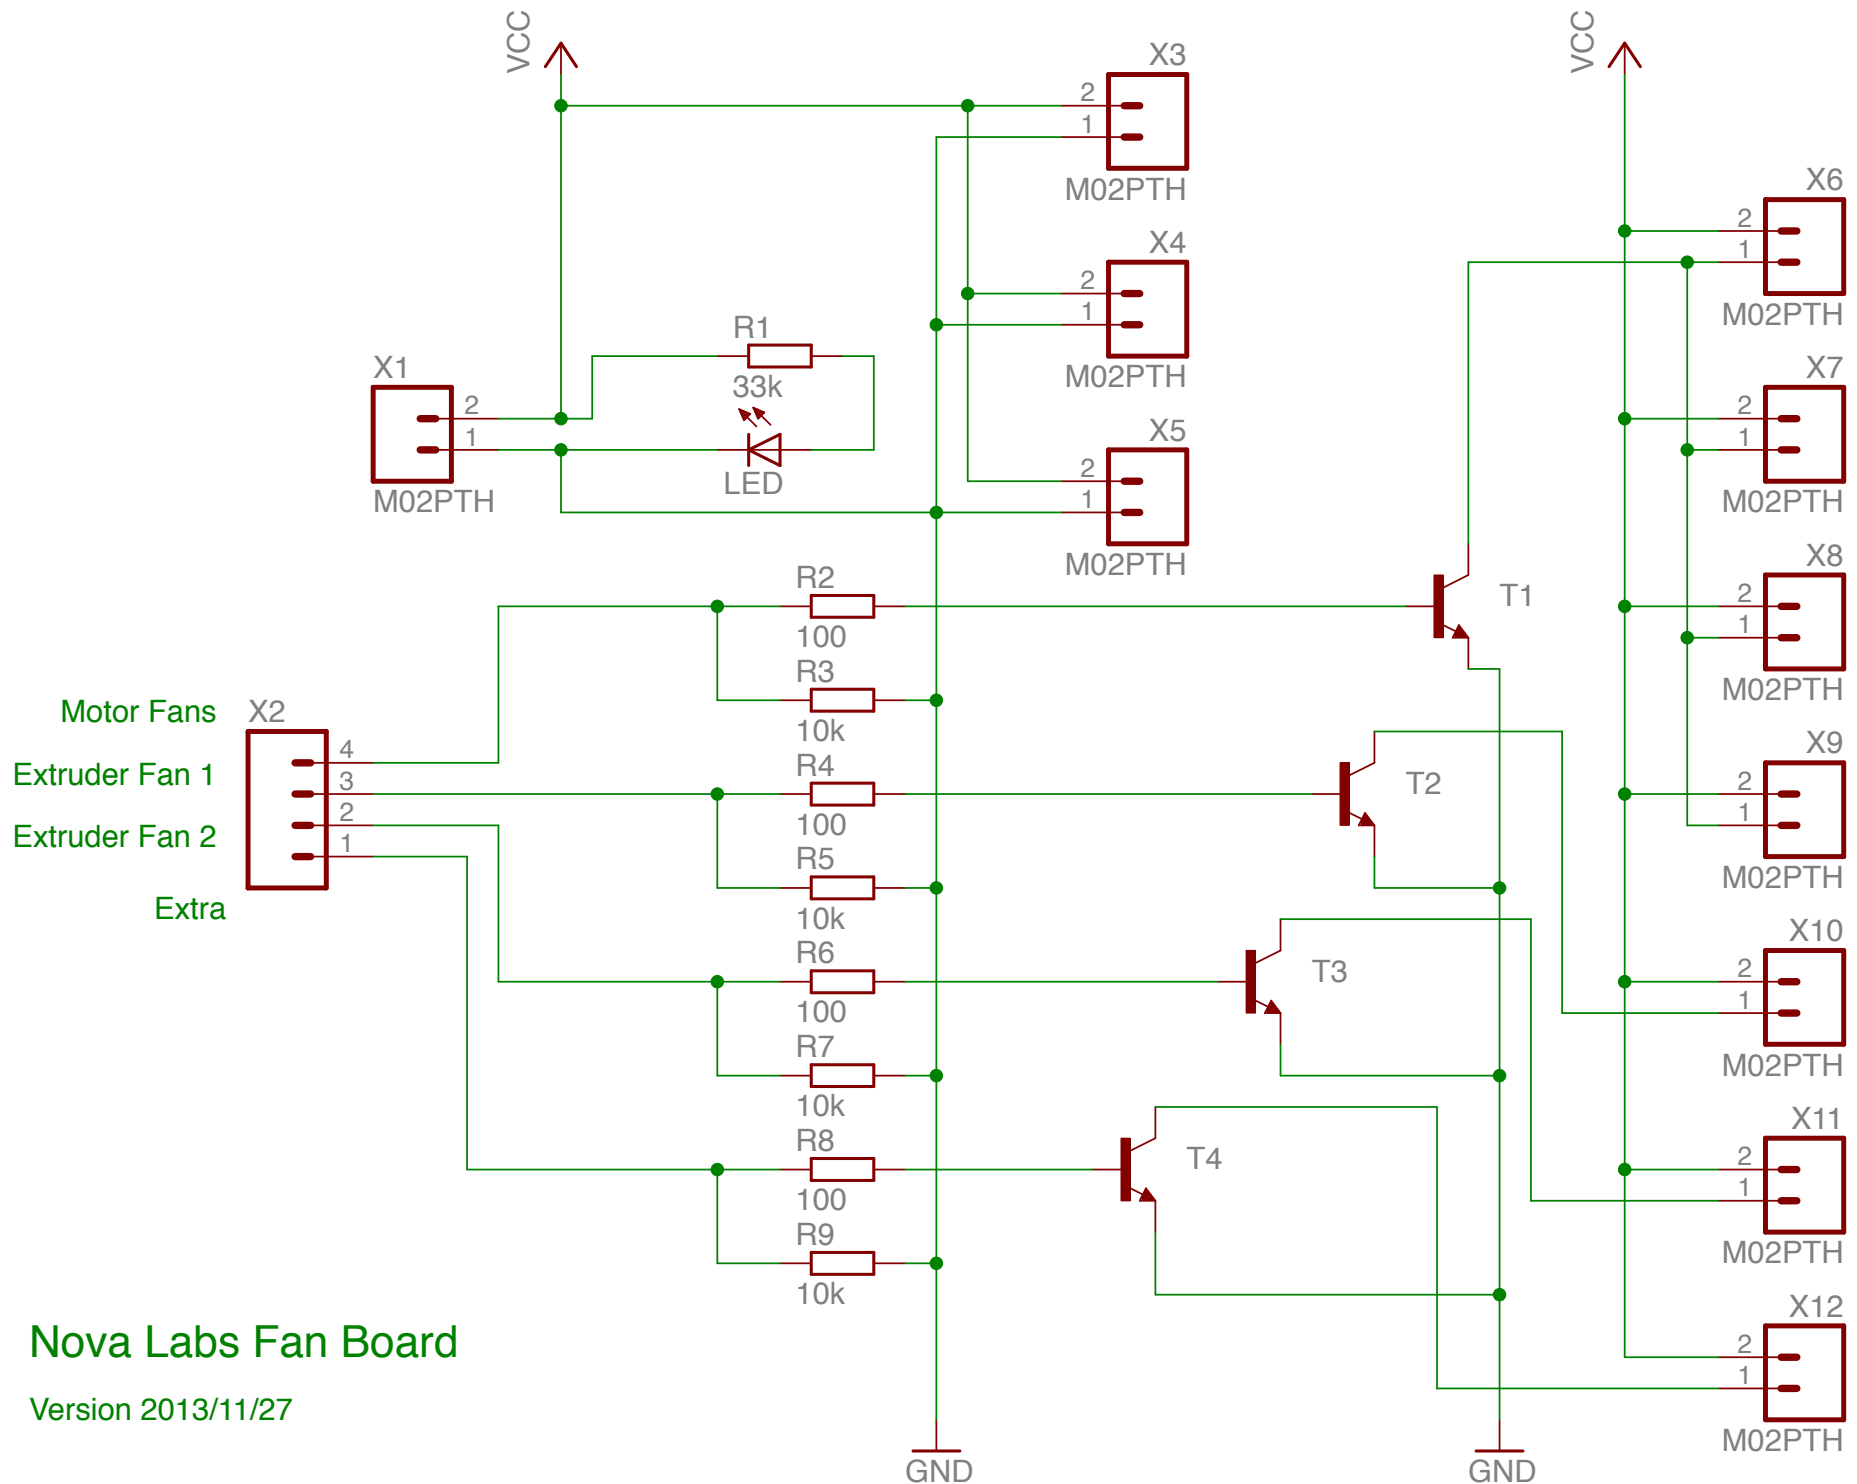 VCC
VCC
X3
2
1
M02PTH
X6
2
1
M02PTH
X4
2
1
M02PTH
R1
33k
LED
X1
2
1
M02PTH
X7
2
1
M02PTH
X5
2
1
M02PTH
X8
2
1
M02PTH
R2
100
T1
R3
10k
Motor Fans
Extruder Fan 1
Extruder Fan 2
Extra
X2
4
3
2
1
X9
2
1
M02PTH
R4
100
T2
R5
10k
X10
2
1
M02PTH
R6
100
T3
R7
10k
X11
2
1
M02PTH
R8
100
T4
R9
10k
X12
2
1
M02PTH
Nova Labs Fan Board
Version 2013/11/27
GND
GND